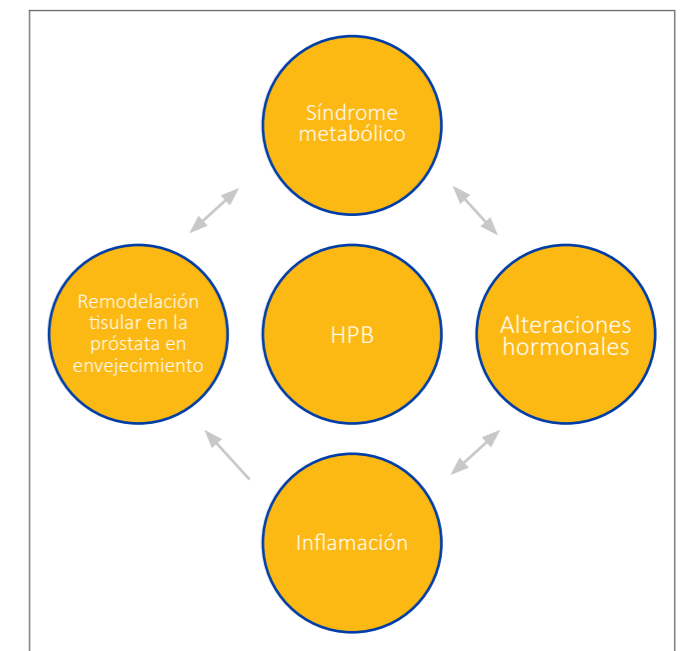 Síndrome
metabólico
Remodelación
tisular en la
próstata en
envejecimiento
HPB
Alteraciones
hormonales
Inflamación